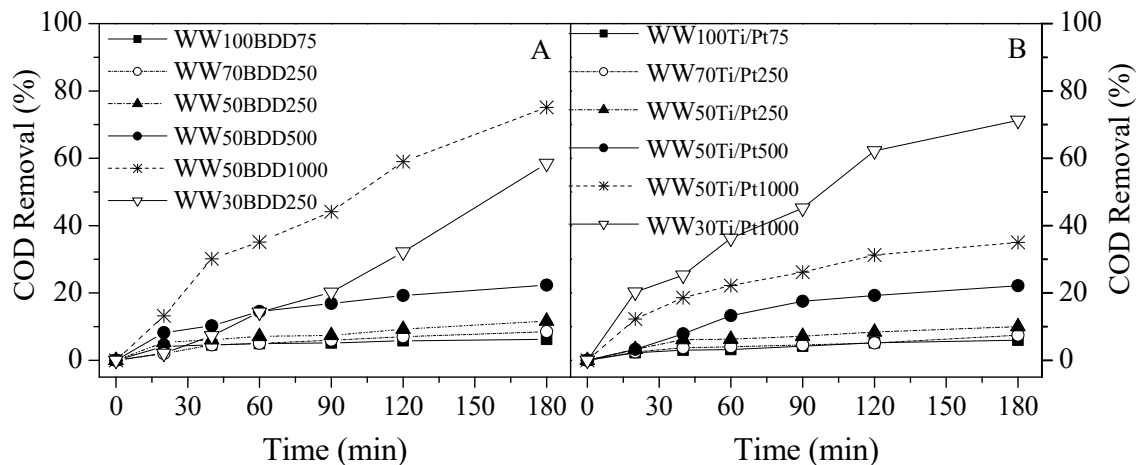 100
80
60
40
20
0
COD Removal (%)
WW100BDD75
WW70BDD250
WW50BDD250
WW50BDD500
WW50BDD1000
WW30BDD250
A
0 30 60 90 120 150 180
Time (min)
WW100Ti/Pt75
WW70Ti/Pt250
WW50Ti/Pt250
WW50Ti/Pt500
WW50Ti/Pt1000
WW30Ti/Pt1000
B
0 30 60 90 120 150 180
Time (min)
100
80
60
40
20
0
COD Removal (%)